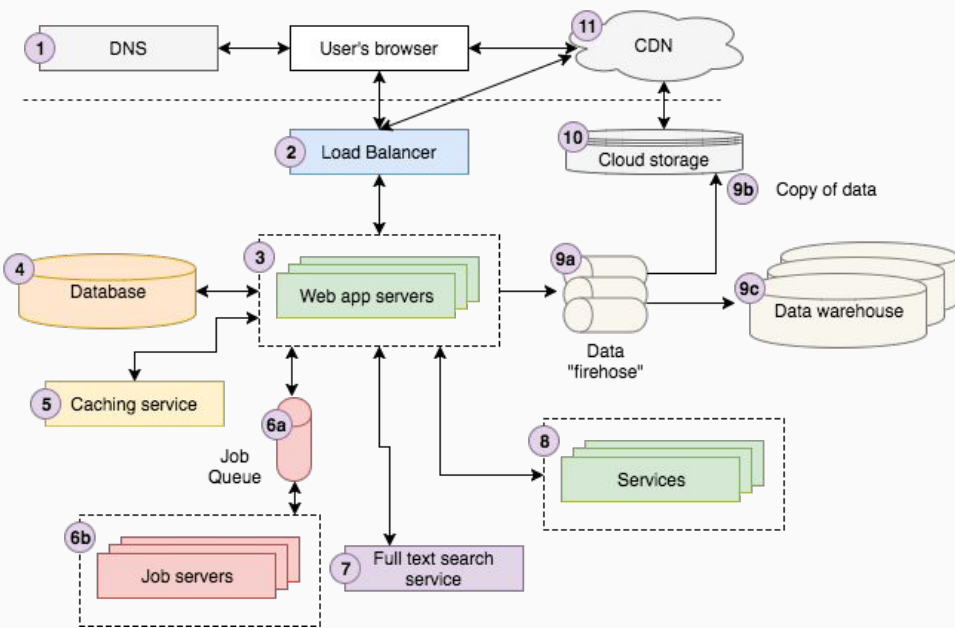 1
DNS
User's browser
11
CDN
2
Load Balancer
10
Cloud storage
9b
Copy of data
3
Web app servers
4
Database
9a
Data
"firehose"
9c
Data warehouse
5
Caching service
6a
Job
Queue
8
Services
6b
Job servers
7
Full text search
service